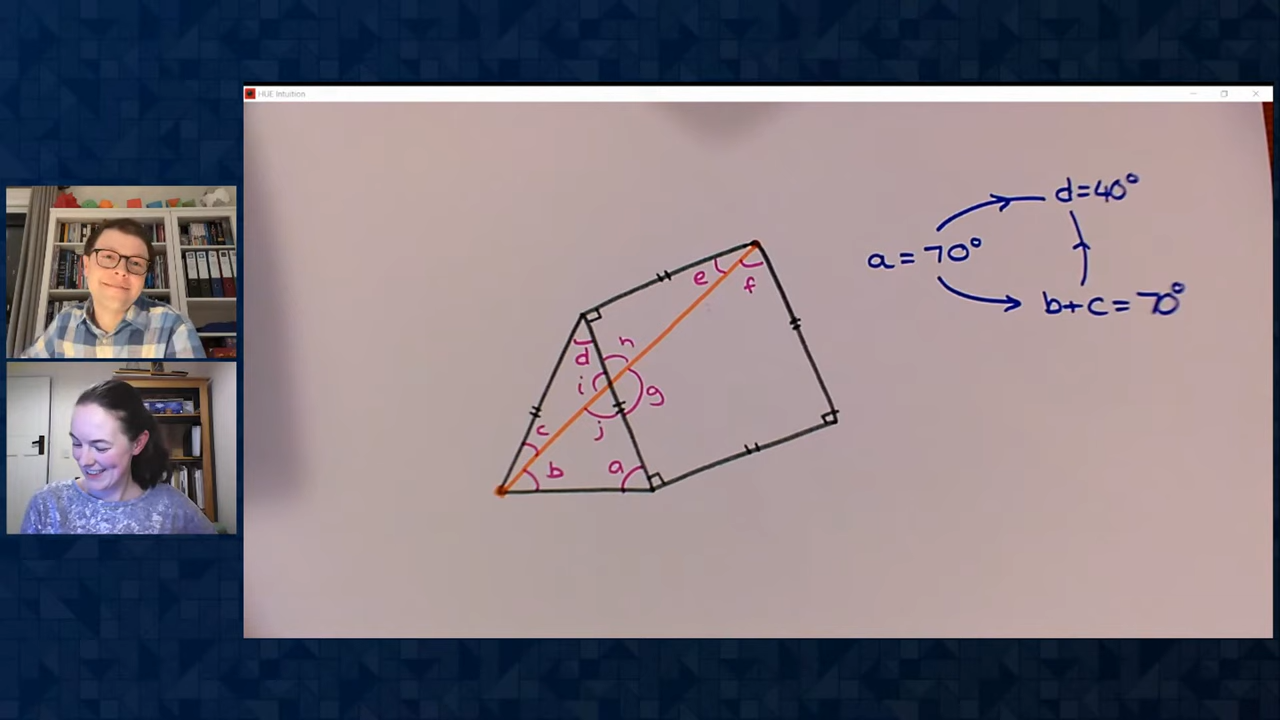 HUE Intuition
d=40°
a=70°
b+c=70°
e
f
d
h
i
g
c
j
b
a